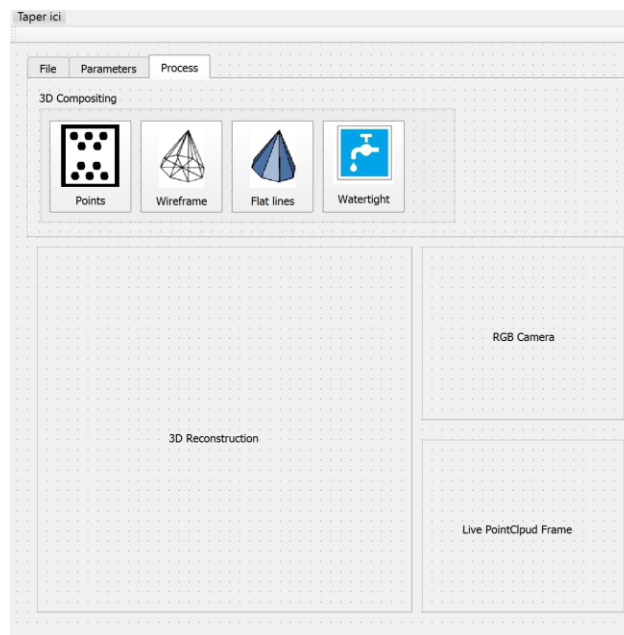 Taper ici
File Parameters Process
3D Compositing
Points Wireframe Flat lines Watertight
RGB Camera
3D Reconstruction
Live PointClpud Frame